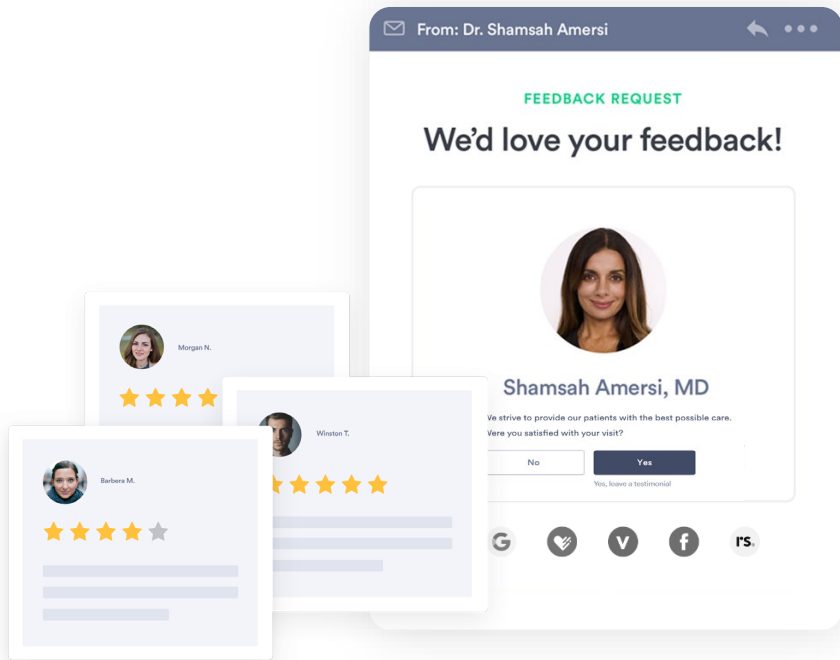 From: Dr. Shamsah Amersi
FEEDBACK REQUEST
We'd love your feedback!
Shamsah Amersi, MD
We strive to provide our patients with the best possible care.
Were you satisfied with your visit?
No
Yes
Yes, leave a testimonial
G
V
f
rs.
Morgan N.
Winston T.
Barbera M.